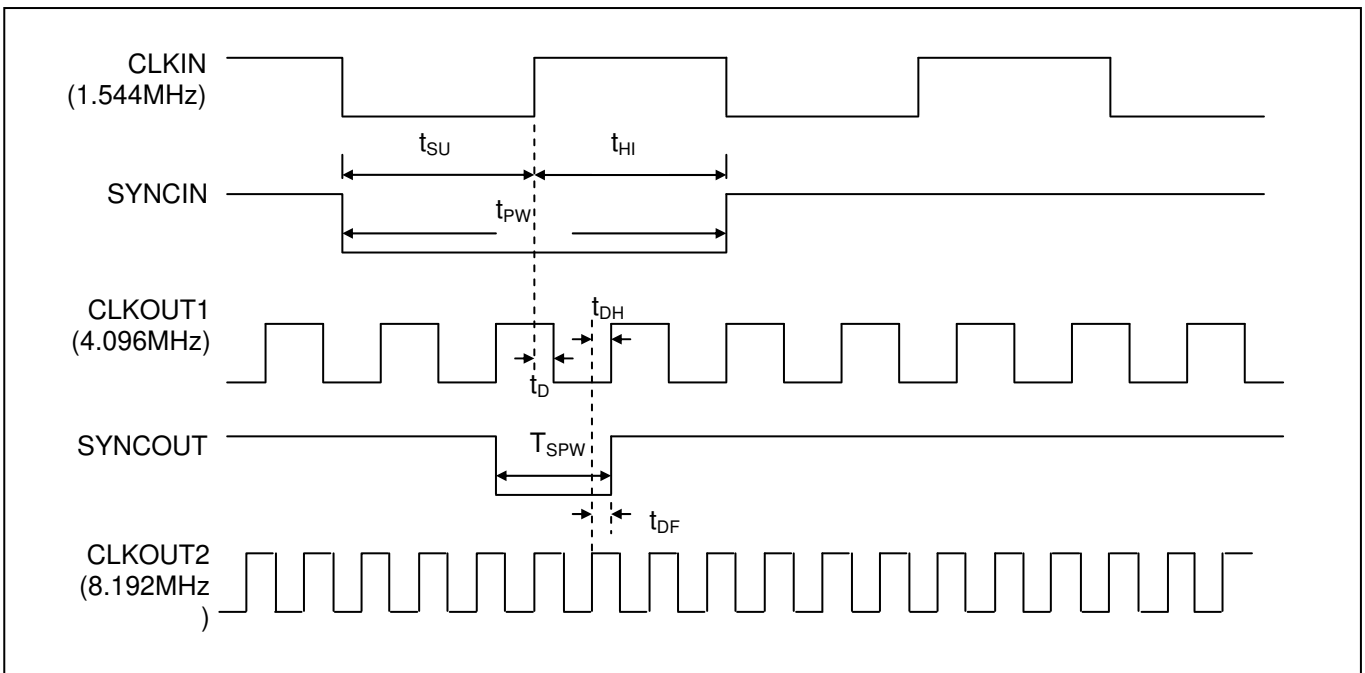 CLKIN
(1.544MHz)
tSU
tHI
SYNCIN
tPW
CLKOUT1
(4.096MHz)
tDH
tD
SYNCOUT
TSPW
tDF
CLKOUT2
(8.192MHz
)